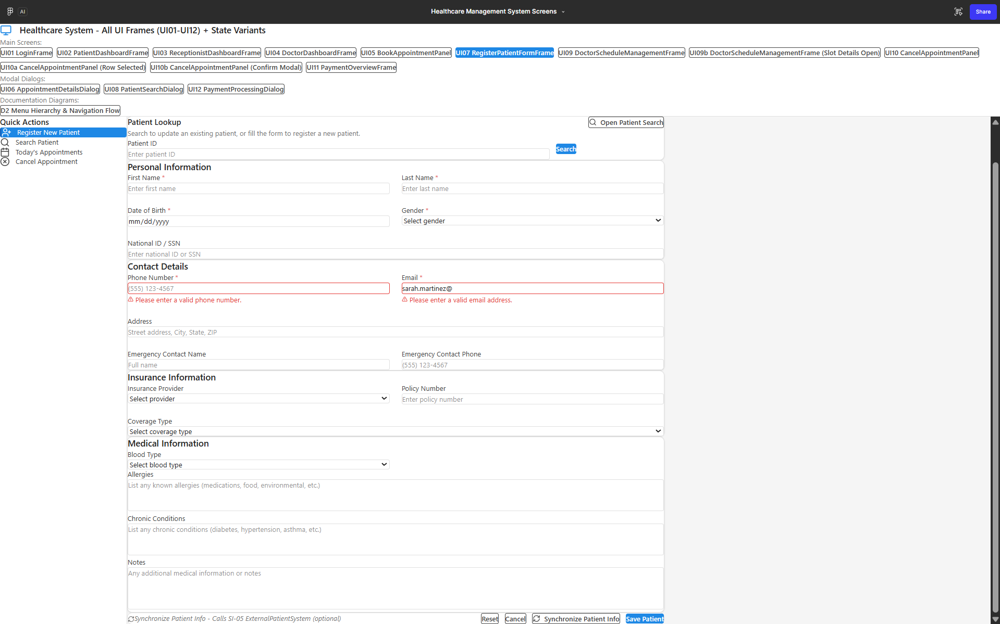 AI
Healthcare Management System Screens
Share
Healthcare System - All UI Frames (UI01-UI12) + State Variants
Main Screens:
UI01 LoginFrame UI02 PatientDashboardFrame UI03 ReceptionistDashboardFrame UI04 DoctorDashboardFrame UI05 BookAppointmentPanel UI07 RegisterPatientFormFrame UI09 DoctorScheduleManagementFrame UI09b DoctorScheduleManagementFrame (Slot Details Open) UI10 CancelAppointmentPanel
UI10a CancelAppointmentPanel (Row Selected) UI10b CancelAppointmentPanel (Confirm Modal) UI11 PaymentOverviewFrame
Modal Dialogs:
UI06 AppointmentDetailsDialog UI08 PatientSearchDialog UI12 PaymentProcessingDialog
Documentation Diagrams:
D2 Menu Hierarchy & Navigation Flow
Quick Actions
Register New Patient
Search Patient
Today's Appointments
Cancel Appointment
Patient Lookup
Open Patient Search
Search to update an existing patient, or fill the form to register a new patient.
Patient ID
Enter patient ID
Search
Personal Information
First Name * Last Name *
Enter first name Enter last name
Date of Birth * Gender *
mm/dd/yyyy Select gender
National ID / SSN
Enter national ID or SSN
Contact Details
Phone Number * Email *
(555) 123-4567 sarah.martinez@
Please enter a valid phone number. Please enter a valid email address.
Address
Street address, City, State, ZIP
Emergency Contact Name Emergency Contact Phone
Full name (555) 123-4567
Insurance Information
Insurance Provider Policy Number
Select provider Enter policy number
Coverage Type
Select coverage type
Medical Information
Blood Type
Select blood type
Allergies
List any known allergies (medications, food, environmental, etc.)
Chronic Conditions
List any chronic conditions (diabetes, hypertension, asthma, etc.)
Notes
Any additional medical information or notes
Synchronize Patient Info - Calls SI-05 ExternalPatientSystem (optional)
Reset Cancel Synchronize Patient Info Save Patient